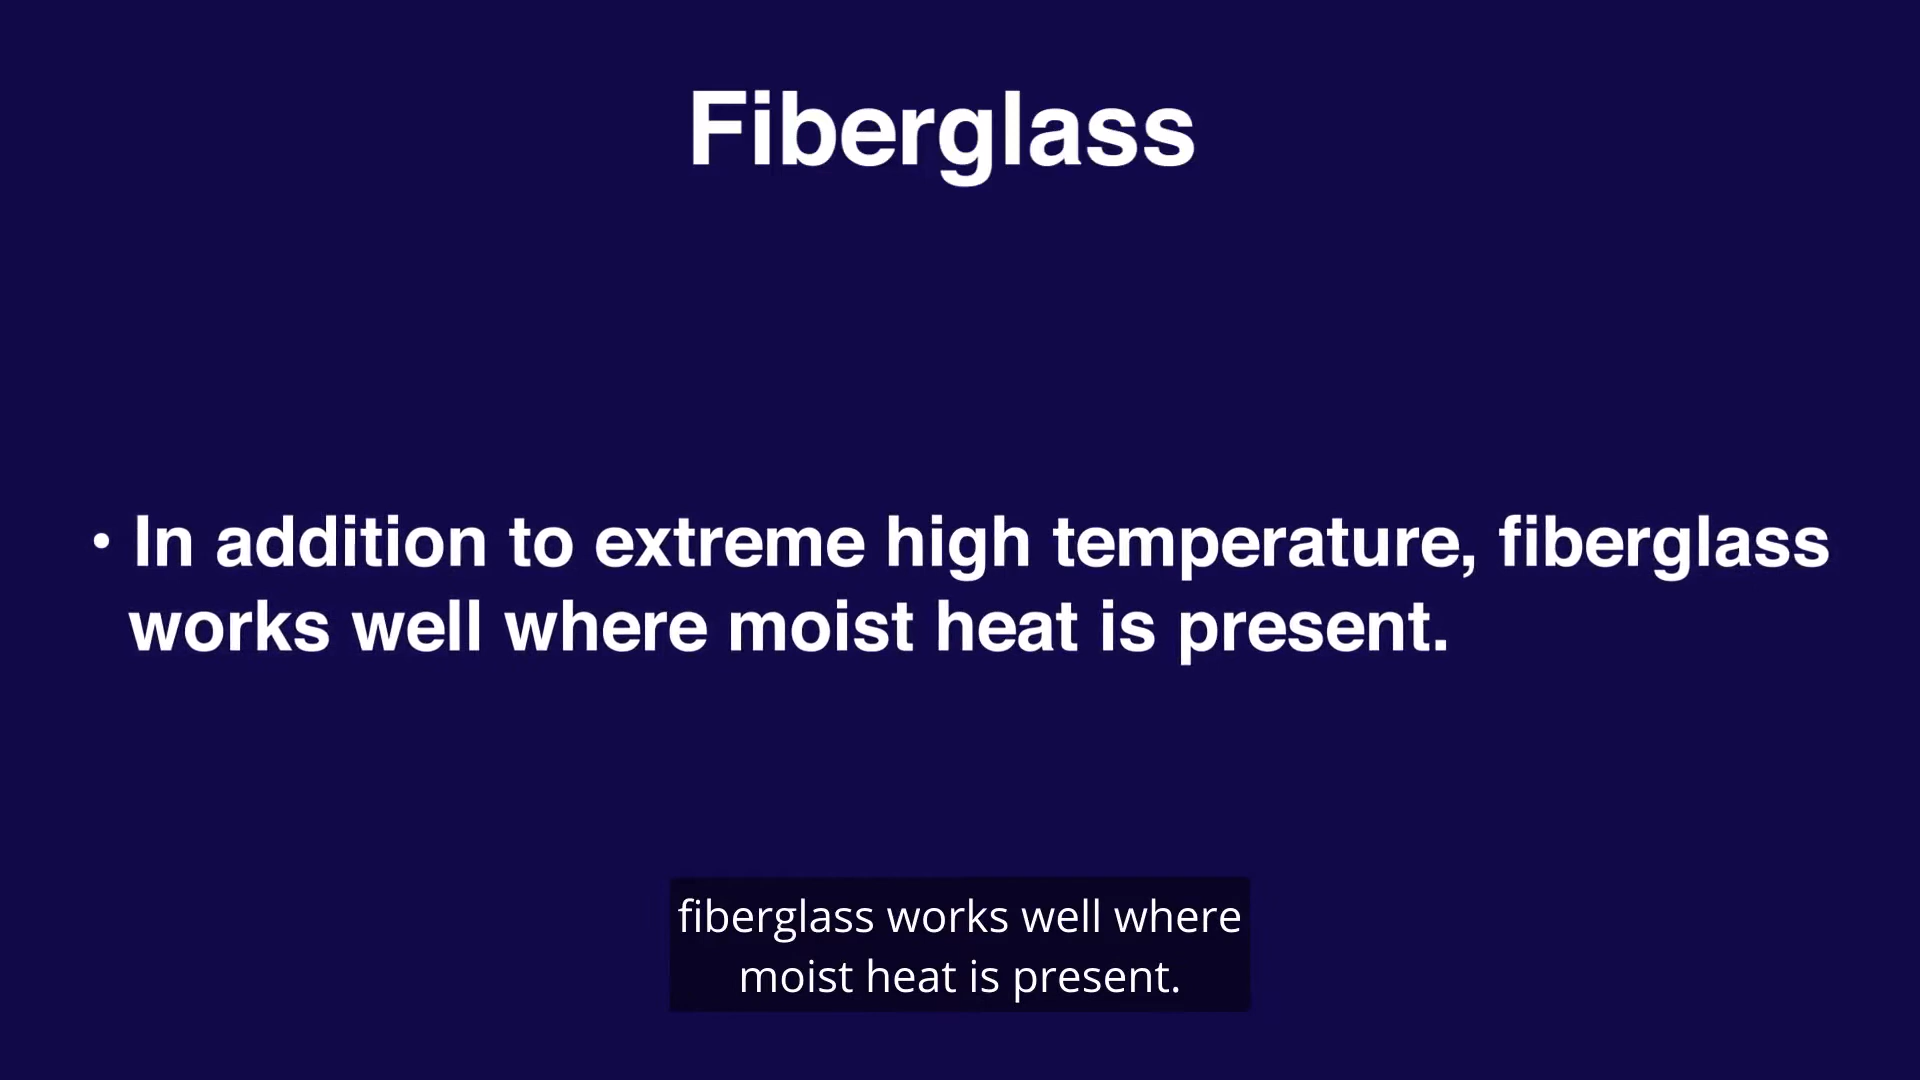 Fiberglass
• In addition to extreme high temperature, fiberglass
works well where moist heat is present.
fiberglass works well where
moist heat is present.